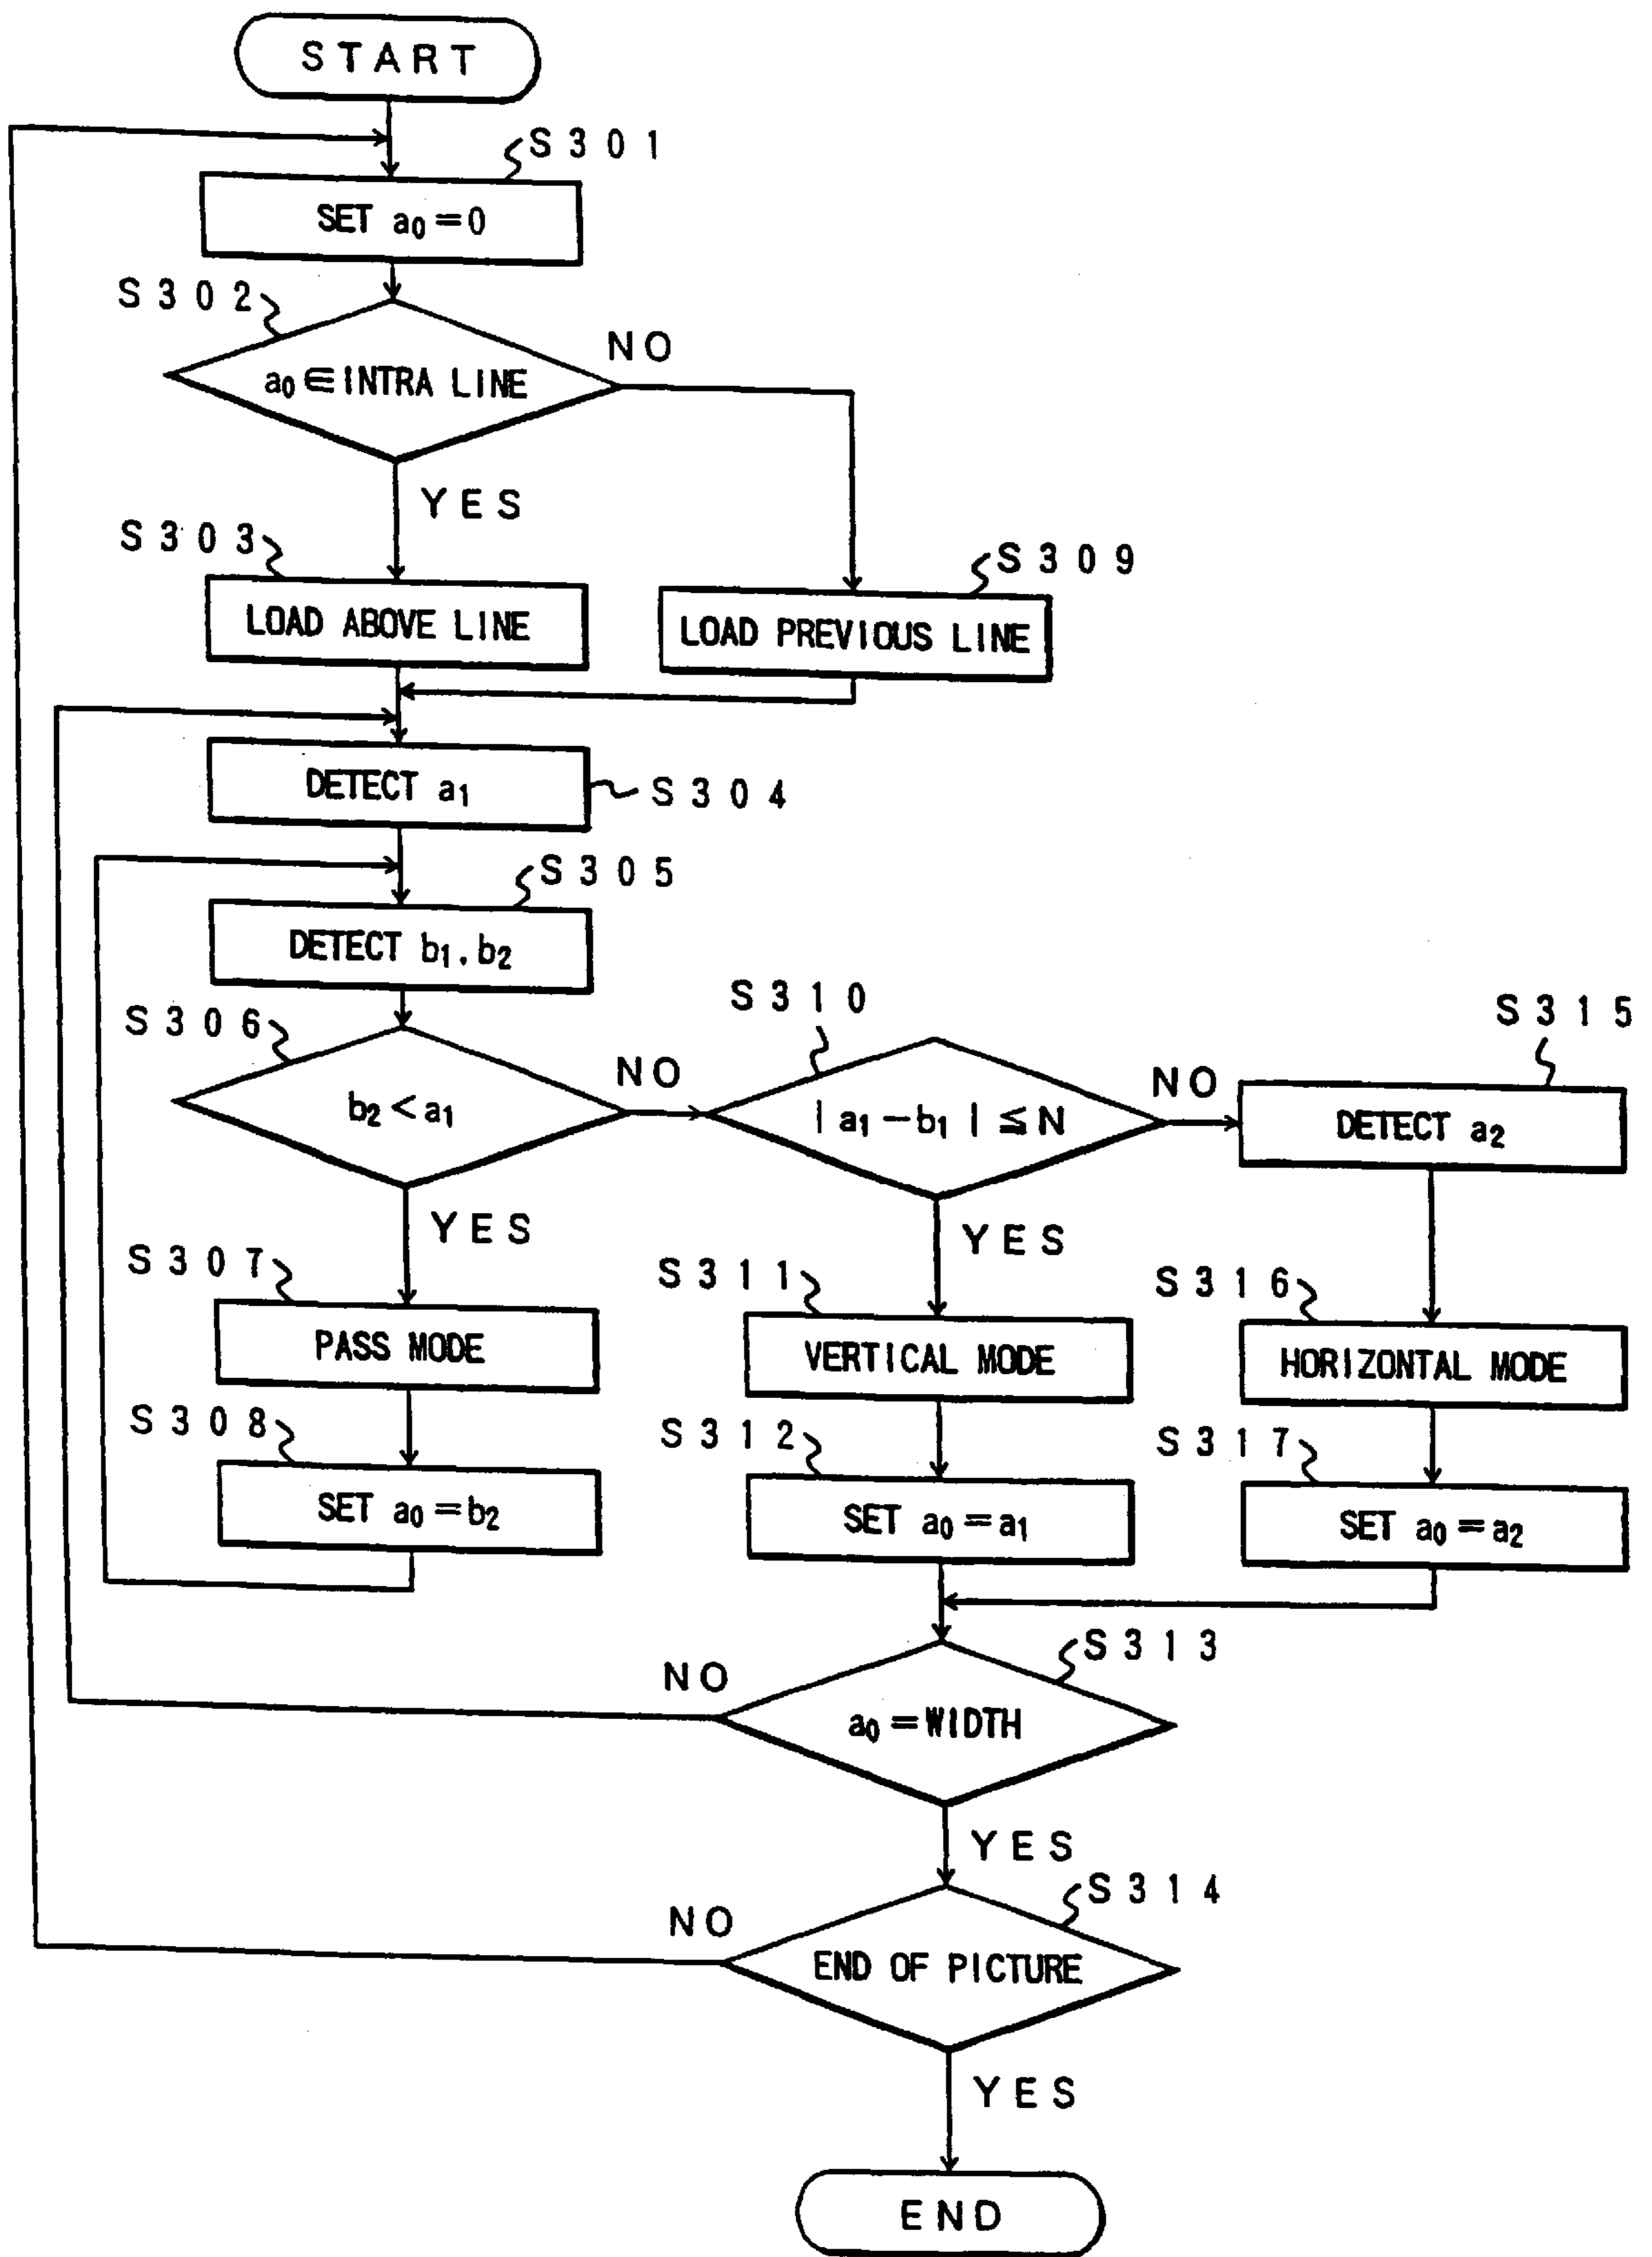 START
S301
SET a₀=0
S302
a₀∈INTRA LINE
NO
YES
S303
LOAD ABOVE LINE
S309
LOAD PREVIOUS LINE
DETECT a₁
S304
S305
DETECT b₁, b₂
S306
b₂<a₁
NO
S310
|a₁−b₁|≦N
NO
S315
DETECT a₂
YES
S307
PASS MODE
S308
SET a₀=b₂
YES
S311
VERTICAL MODE
S312
SET a₀=a₁
S316
HORIZONTAL MODE
S317
SET a₀=a₂
S313
NO
a₀=WIDTH
YES
S314
NO
END OF PICTURE
YES
END